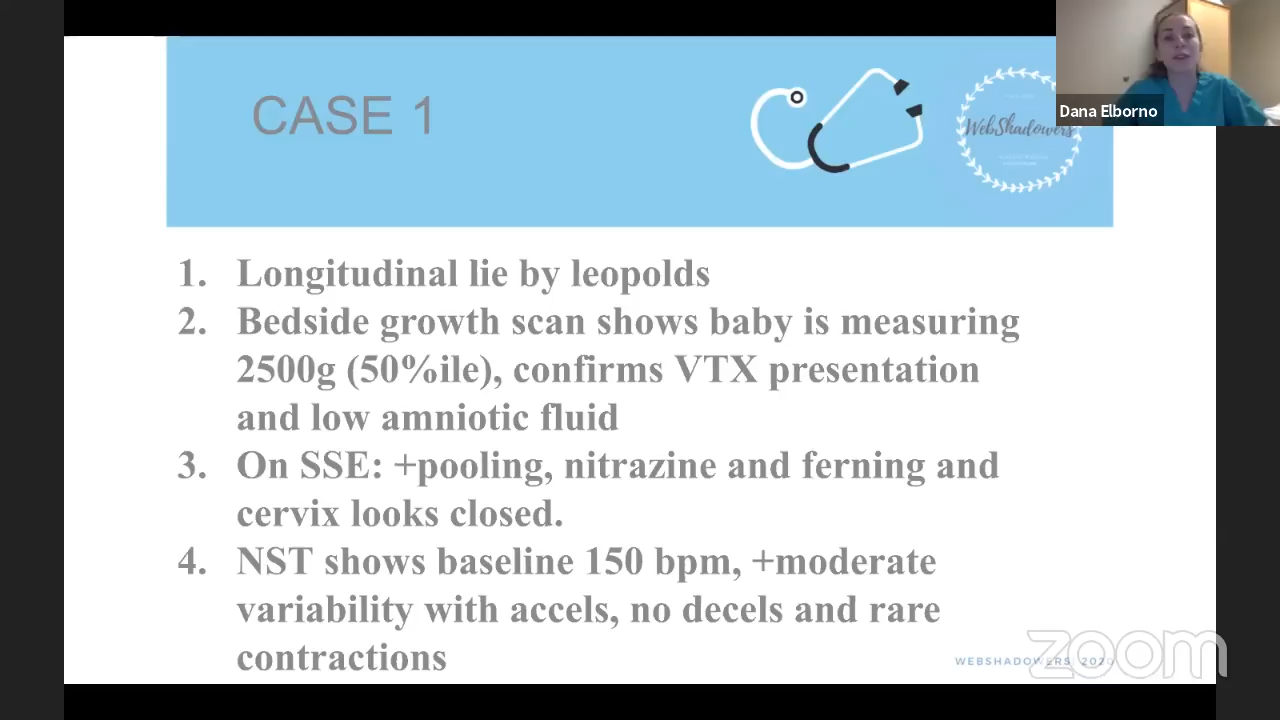 CASE 1
WebShadowers
Dana Elborno
1. Longitudinal lie by leopolds
2. Bedside growth scan shows baby is measuring
2500g (50%ile), confirms VTX presentation
and low amniotic fluid
3. On SSE: +pooling, nitrazine and ferning and
cervix looks closed.
4. NST shows baseline 150 bpm, +moderate
variability with accels, no decels and rare
contractions
WEBSHADOWERS 2020
zoom